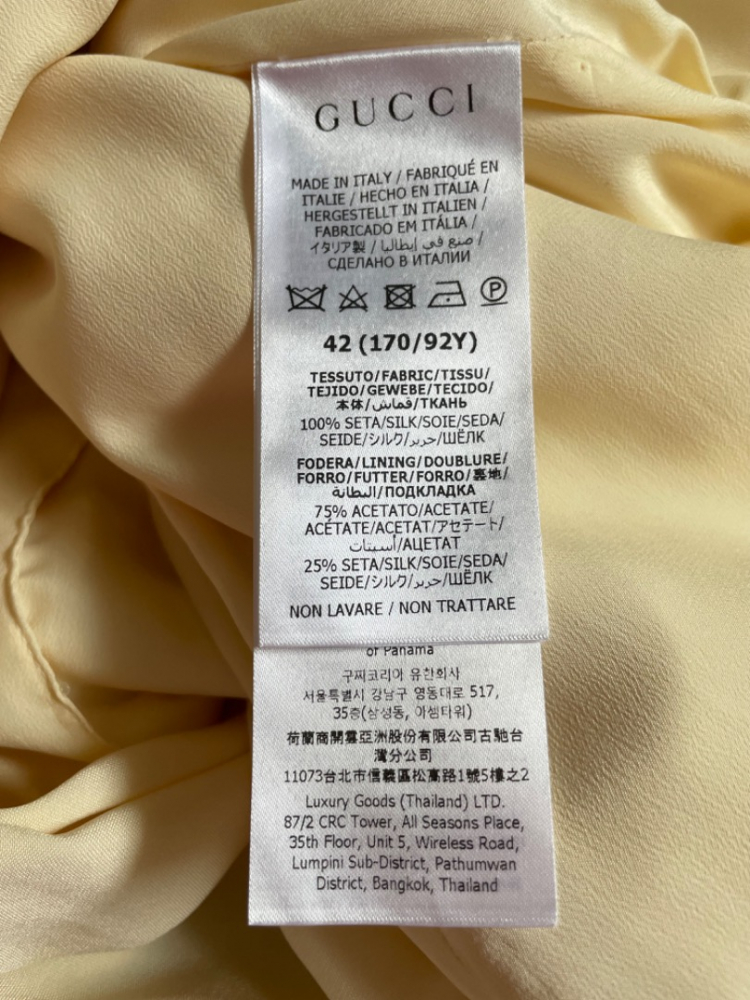 GUCCI
MADE IN ITALY / FABRIQUÉ EN
ITALIE / HECHO EN ITALIA /
HERGESTELLT IN ITALIEN /
FABRICADO EM ITÁLIA /
イタリア製 / صنع في إيطاليا /
СДЕЛАНО В ИТАЛИИ
P
42 (170/92Y)
TESSUTO/FABRIC/TISSU/
TEJIDO/GEWEBE/TECIDO/
本体/قماش/ТКАНЬ
100% SETA/SILK/SOIE/SEDA/
SEIDE/シルク/حرير/ШЁЛК
FODERA/LINING/DOUBLURE/
FORRO/FUTTER/FORRO/裏地/
البطانة/ПОДКЛАДКА
75% ACETATO/ACETATE/
ACÉTATE/ACETAT/アセテート/
أسيتات/АЦЕТАТ
25% SETA/SILK/SOIE/SEDA/
SEIDE/シルク/حرير/ШЁЛК
NON LAVARE / NON TRATTARE
of Panama
구찌코리아 유한회사
서울특별시 강남구 영동대로 517,
35층(삼성동, 아셈타워)
荷蘭商開雲亞洲股份有限公司古馳台
灣分公司
11073台北市信義區松高路1號5樓之2
Luxury Goods (Thailand) LTD.
87/2 CRC Tower, All Seasons Place,
35th Floor, Unit 5, Wireless Road,
Lumpini Sub-District, Pathumwan
District, Bangkok, Thailand